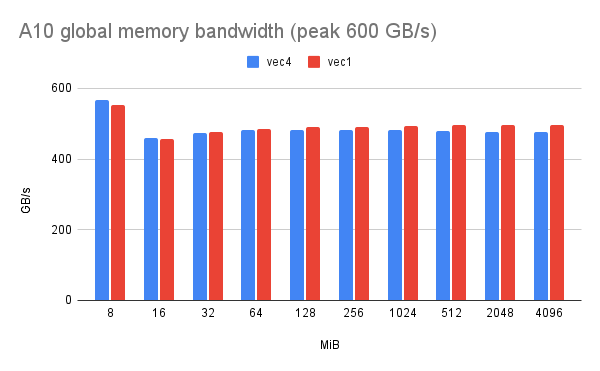 A10 global memory bandwidth (peak 600 GB/s)
vec4 vec1
600
400
200
0
GB/s
8 16 32 64 128 256 1024 512 2048 4096
MiB